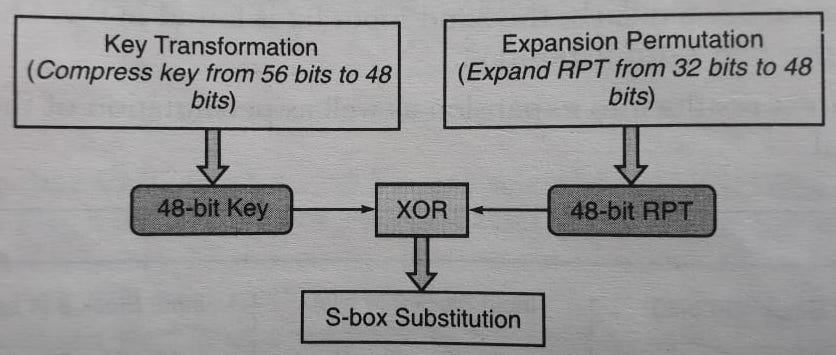 Key Transformation
(Compress key from 56 bits to 48
bits)
Expansion Permutation
(Expand RPT from 32 bits to 48
bits)
48-bit Key
XOR
48-bit RPT
S-box Substitution